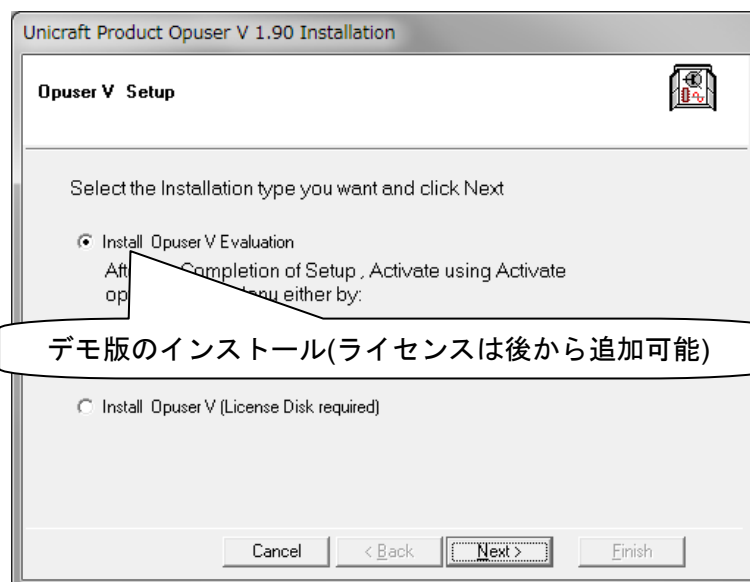 Unicraft Product Opuser V 1.90 Installation
Opuser V Setup
Select the Installation type you want and click Next
Install Opuser V Evaluation
Completion of Setup , Activate using Activate
either by:
デモ版のインストール(ライセンスは後から追加可能)
Install Opuser V (License Disk required)
Cancel
< Back
Next >
Finish